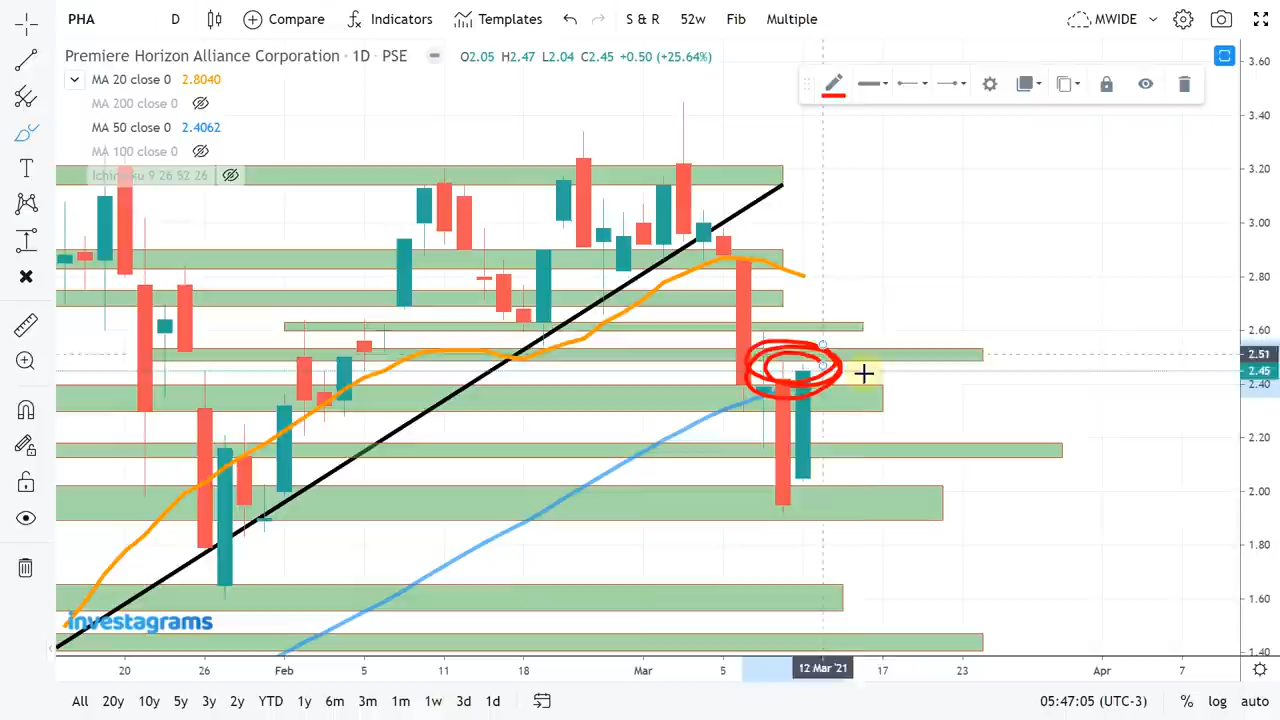 PHA D Compare Indicators Templates S & R 52w Fib Multiple MWIDE
Premiere Horizon Alliance Corporation · 1D · PSE O2.05 H2.47 L2.04 C2.45 +0.50 (+25.64%)
MA 20 close 0 2.8040
MA 200 close 0
MA 50 close 0 2.4062
MA 100 close 0
Ichimoku 9 26 52 26
3.60
3.40
3.20
3.00
2.80
2.60
2.51
2.45
2.40
2.20
2.00
1.80
1.60
1.40
investagrams
20 26 Feb 5 11 18 Mar 5 12 Mar '21 17 23 Apr 7
All 20y 10y 5y 3y 2y YTD 1y 6m 3m 1m 1w 3d 1d 05:47:05 (UTC-3) % log auto